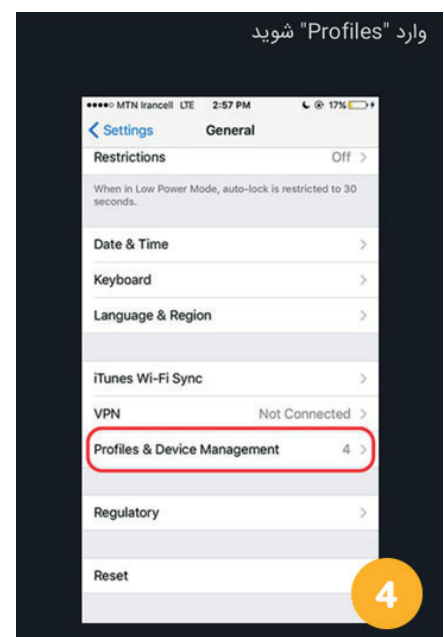 وارد "Profiles" شوید
MTN Irancell LTE 2:57 PM 17%
Settings General
Restrictions Off
When in Low Power Mode, auto-lock is restricted to 30
seconds.
Date & Time
Keyboard
Language & Region
iTunes Wi-Fi Sync
VPN Not Connected
Profiles & Device Management 4
Regulatory
Reset
4